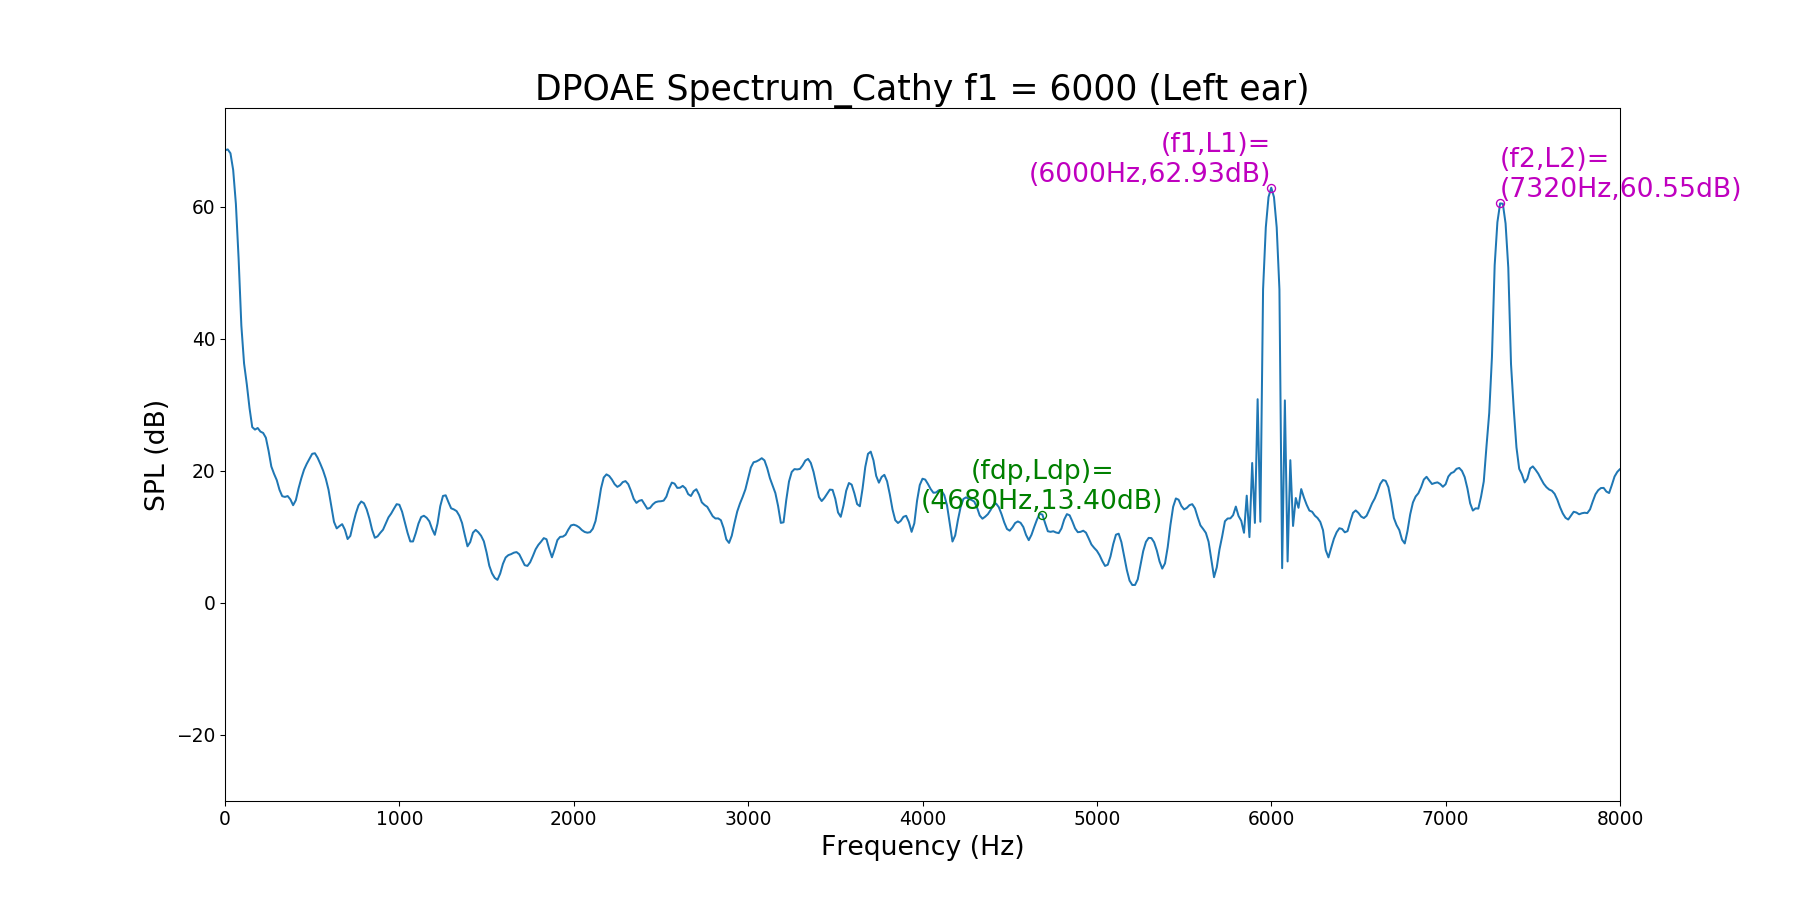 DPOAE Spectrum_Cathy f1 = 6000 (Left ear)
(f1,L1)=
(6000Hz,62.93dB)
(f2,L2)=
(7320Hz,60.55dB)
(fdp,Ldp)=
(4680Hz,13.40dB)
SPL (dB)
60
40
20
0
−20
0 1000 2000 3000 4000 5000 6000 7000 8000
Frequency (Hz)